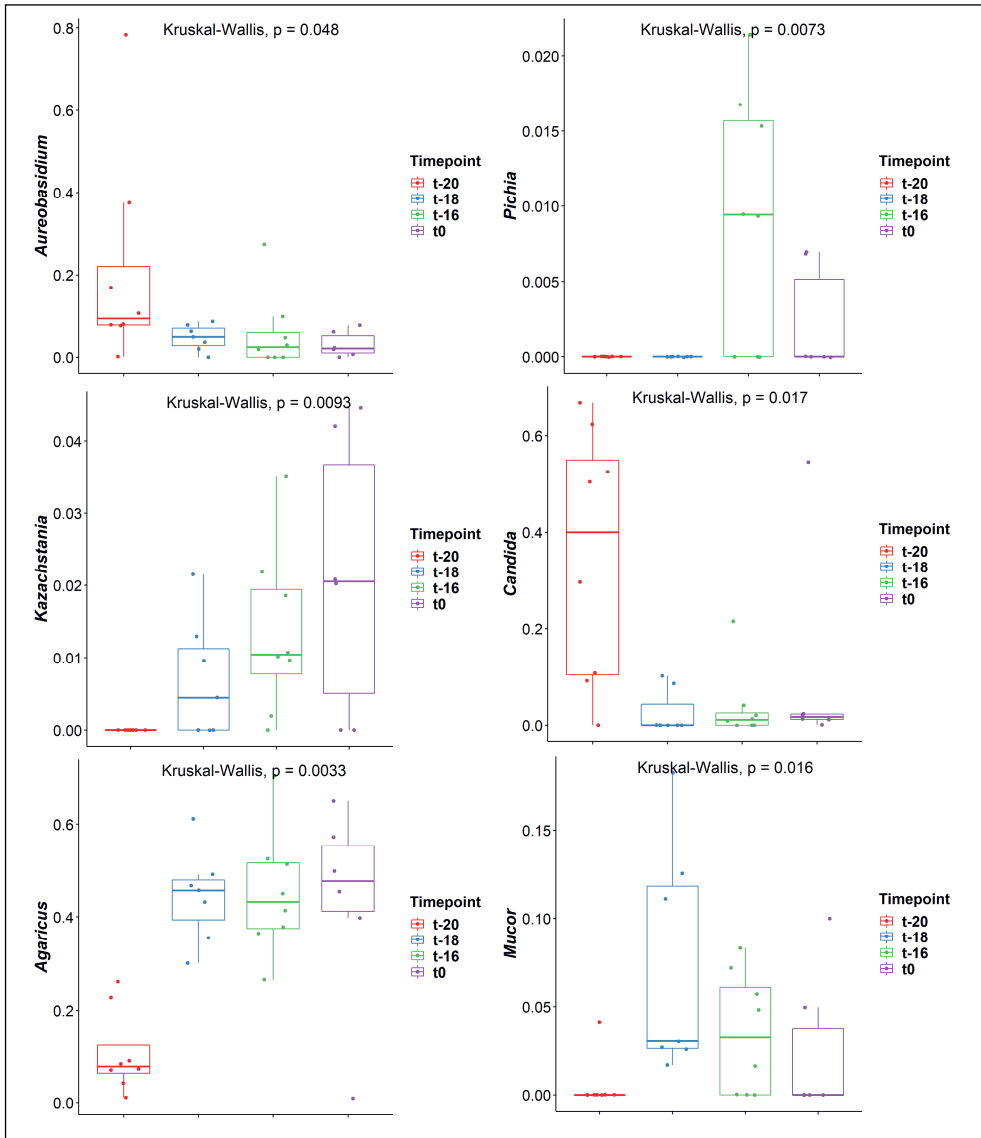 Kruskal-Wallis, p = 0.048
0.8
0.6
0.4
0.2
0.0
Aureobasidium
Timepoint
t-20
t-18
t-16
t0
Kruskal-Wallis, p = 0.0073
0.020
0.015
0.010
0.005
0.000
Pichia
Timepoint
t-20
t-18
t-16
t0
Kruskal-Wallis, p = 0.0093
0.04
0.03
0.02
0.01
0.00
Kazachstania
Timepoint
t-20
t-18
t-16
t0
Kruskal-Wallis, p = 0.017
0.6
0.4
0.2
0.0
Candida
Timepoint
t-20
t-18
t-16
t0
Kruskal-Wallis, p = 0.0033
0.6
0.4
0.2
0.0
Agaricus
Timepoint
t-20
t-18
t-16
t0
Kruskal-Wallis, p = 0.016
0.15
0.10
0.05
0.00
Mucor
Timepoint
t-20
t-18
t-16
t0